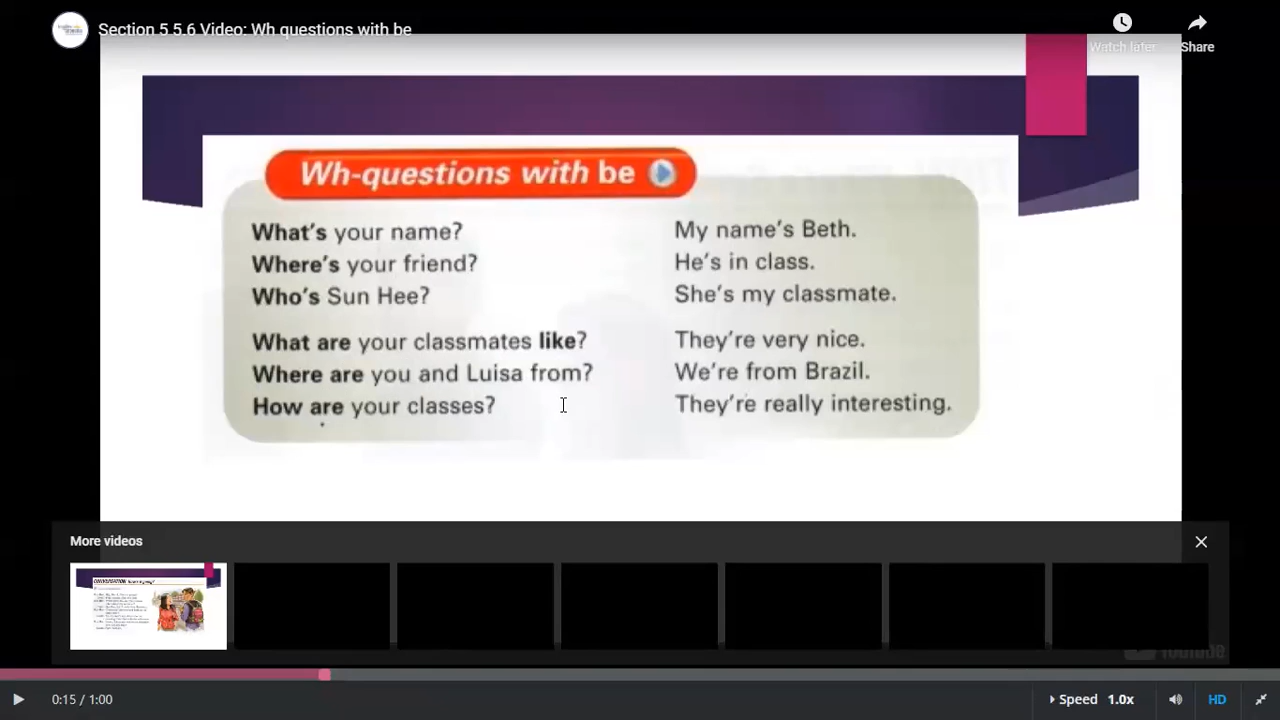 Section 5 5.6 Video: Wh questions with be
Watch later
Share
Wh-questions with be
What's your name?
My name's Beth.
Where's your friend?
He's in class.
Who's Sun Hee?
She's my classmate.
What are your classmates like?
They're very nice.
Where are you and Luisa from?
We're from Brazil.
How are your classes?
They're really interesting.
More videos
YouTube
0:15 / 1:00
Speed 1.0x
HD